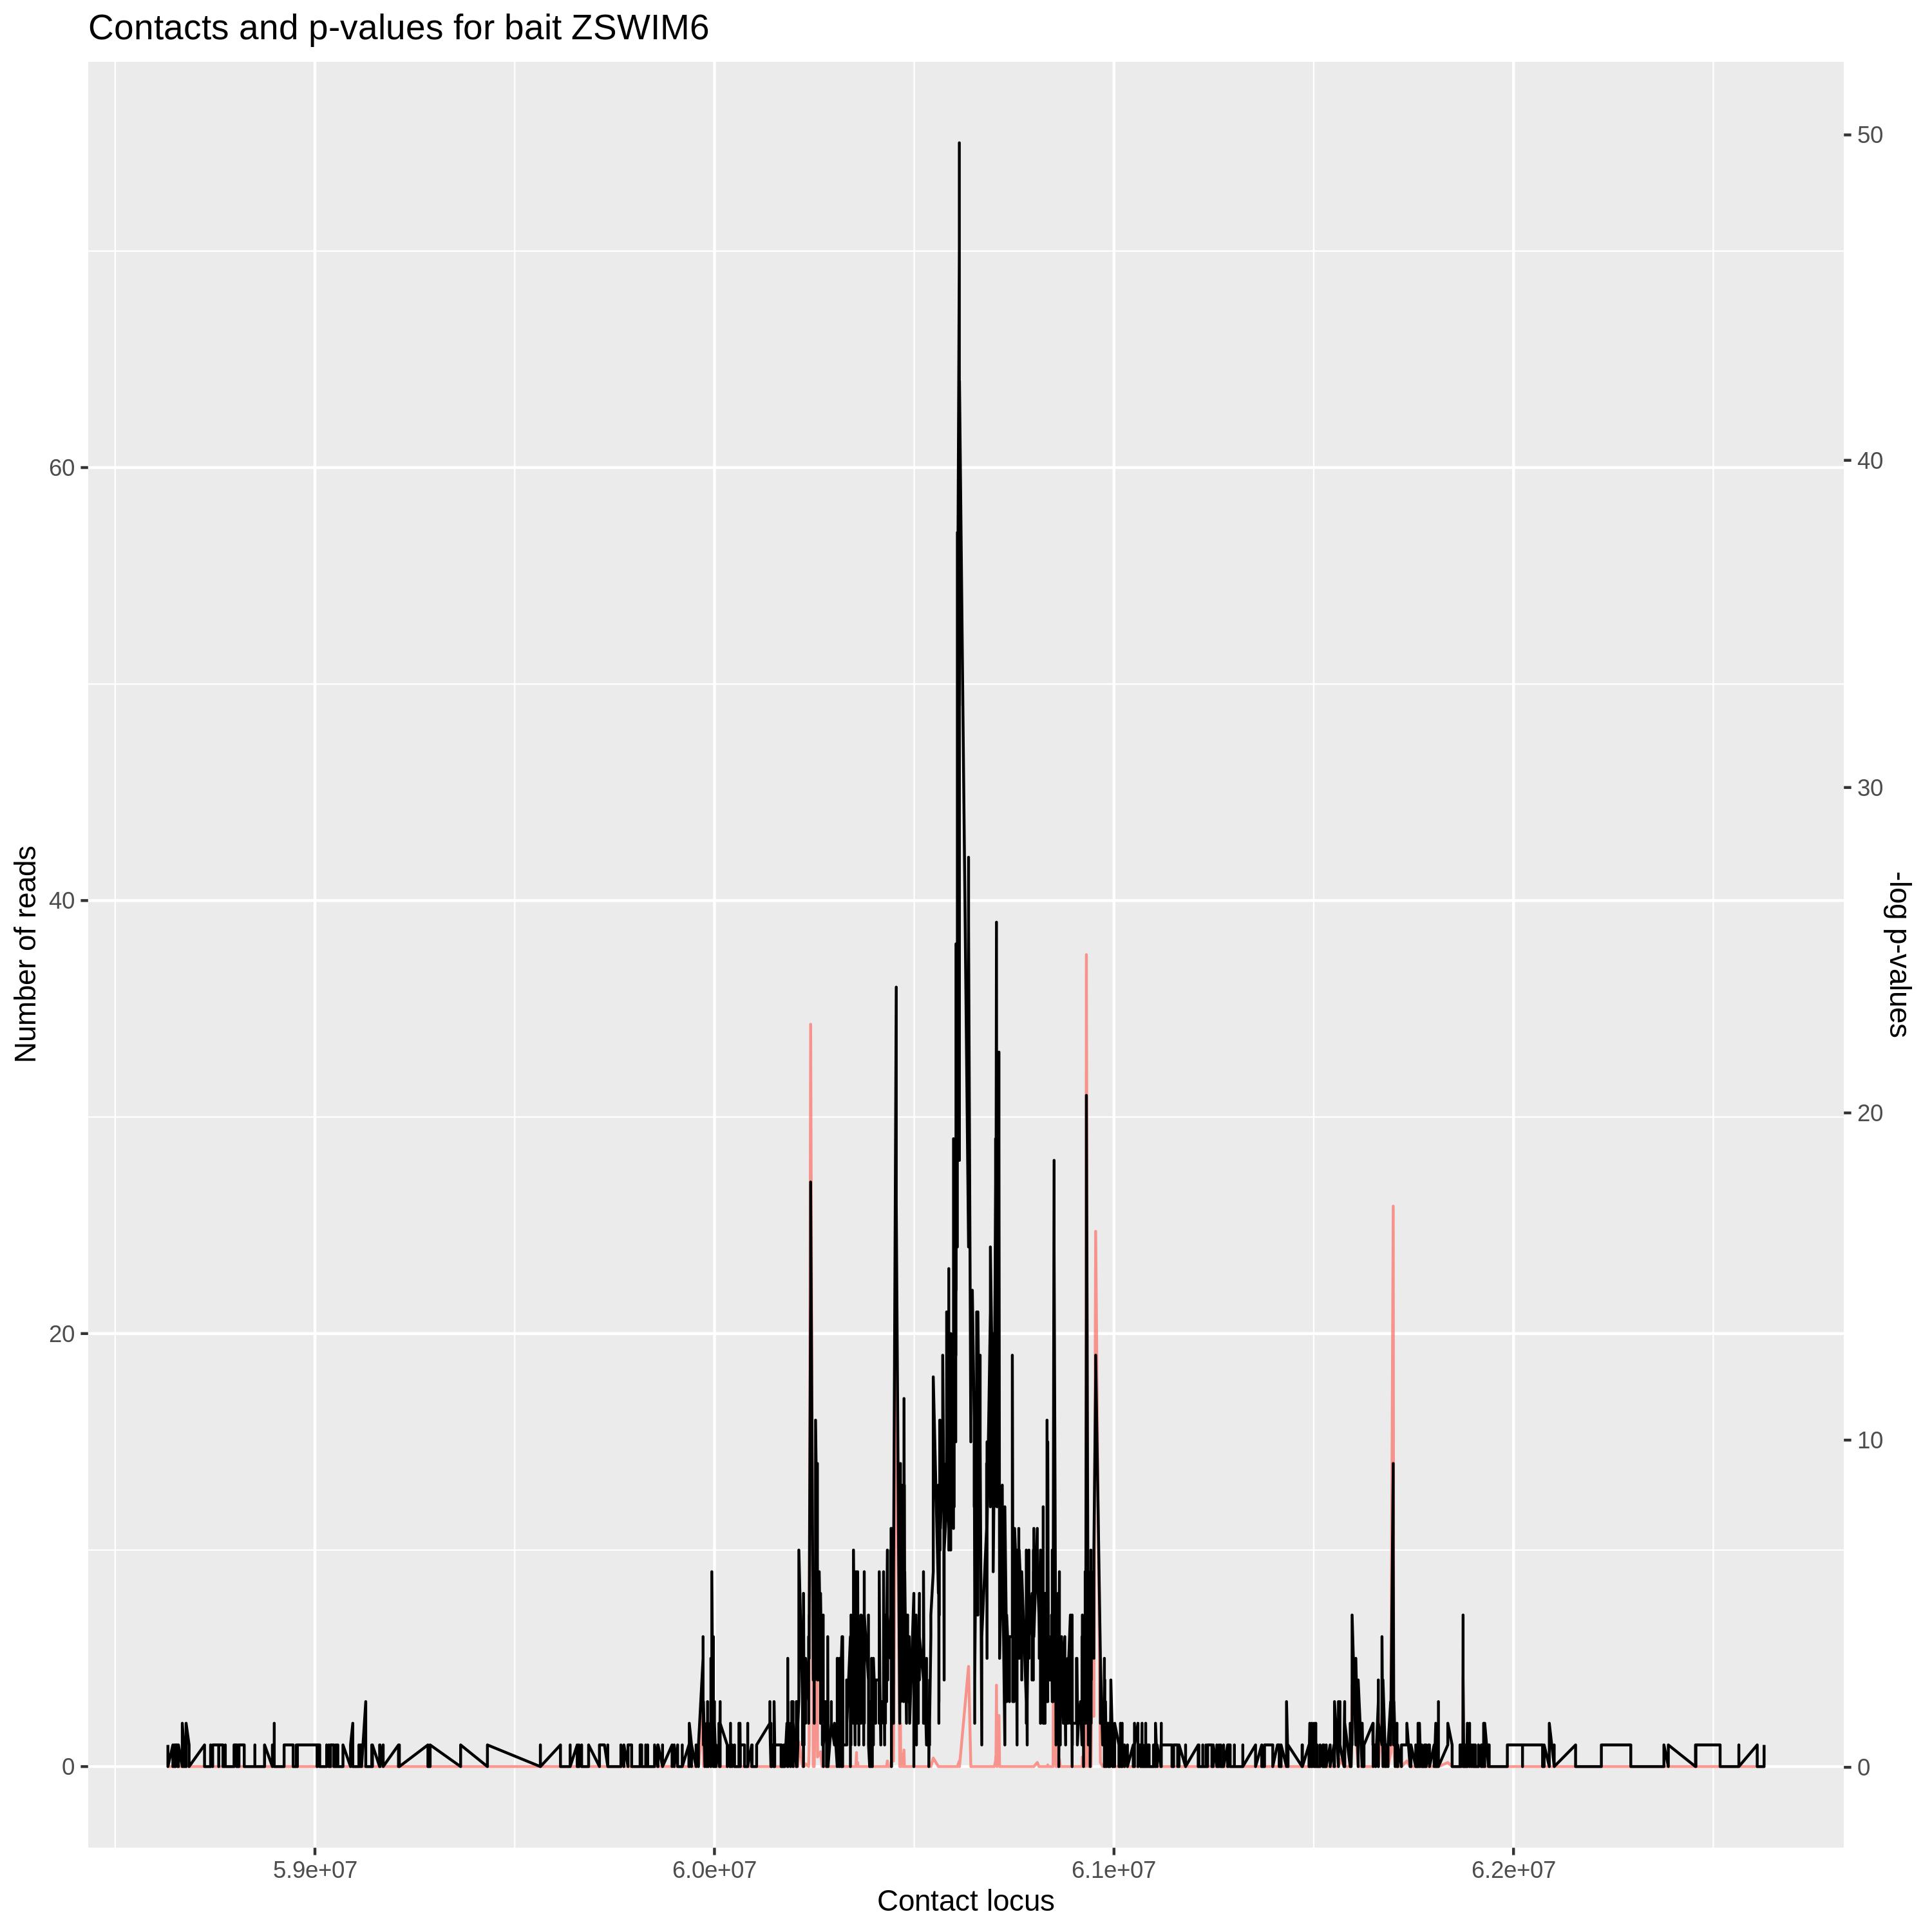 Contacts and p-values for bait ZSWIM6
Number of reads
60
40
20
0
50
40
30
20
10
0
-log p-values
5.9e+07 6.0e+07 6.1e+07 6.2e+07
Contact locus